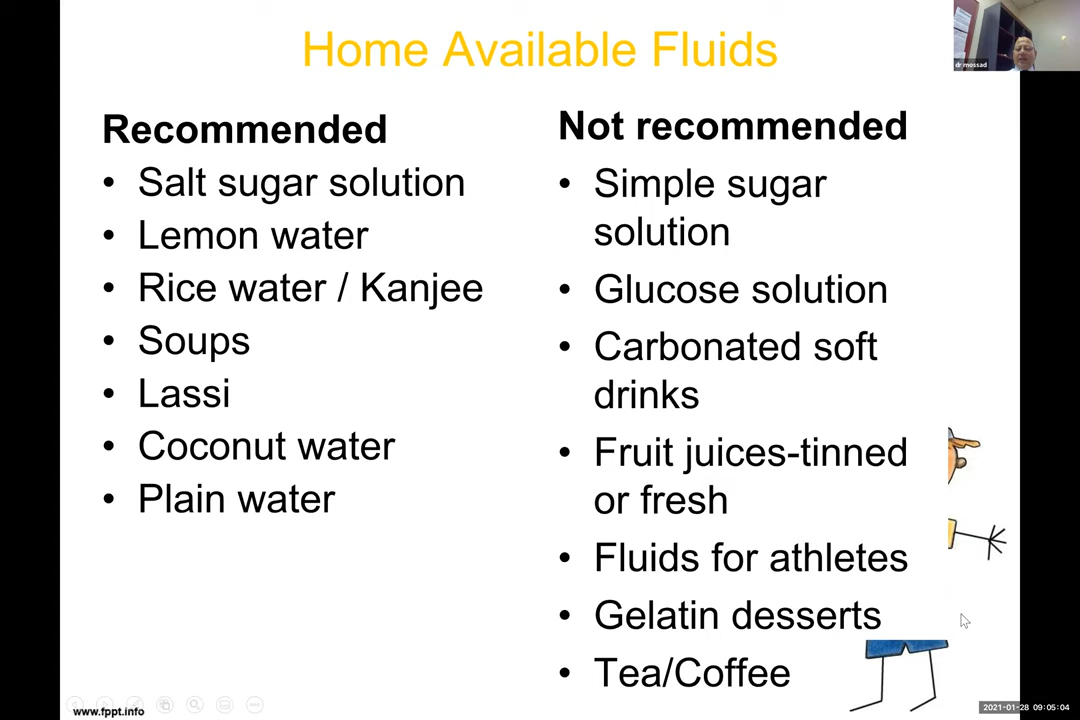 Home Available Fluids
dr mossad
Recommended
• Salt sugar solution
• Lemon water
• Rice water / Kanjee
• Soups
• Lassi
• Coconut water
• Plain water
Not recommended
• Simple sugar
solution
• Glucose solution
• Carbonated soft
drinks
• Fruit juices-tinned
or fresh
• Fluids for athletes
• Gelatin desserts
• Tea/Coffee
www.fppt.info
2021-01-28 09:05:04